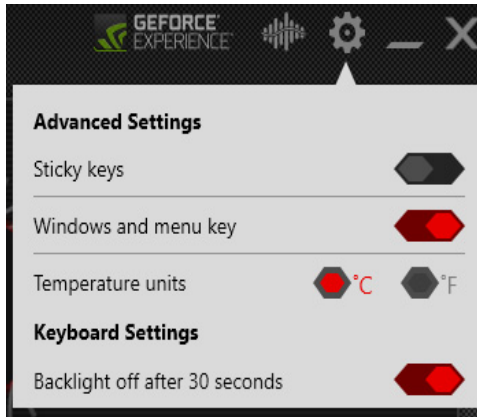 GEFORCE
EXPERIENCE
Advanced Settings
Sticky keys
Windows and menu key
Temperature units °C °F
Keyboard Settings
Backlight off after 30 seconds